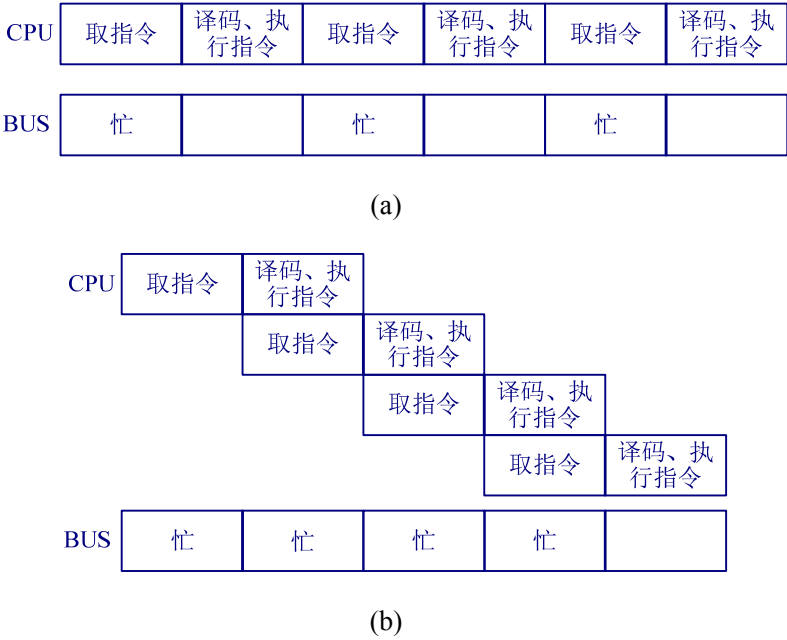 CPU 取指令 译码、执 取指令 译码、执 取指令 译码、执
行指令 行指令 行指令
BUS 忙 忙 忙
(a)
CPU 取指令 译码、执
行指令
取指令 译码、执
行指令
取指令 译码、执
行指令
取指令 译码、执
行指令
BUS 忙 忙 忙 忙
(b)